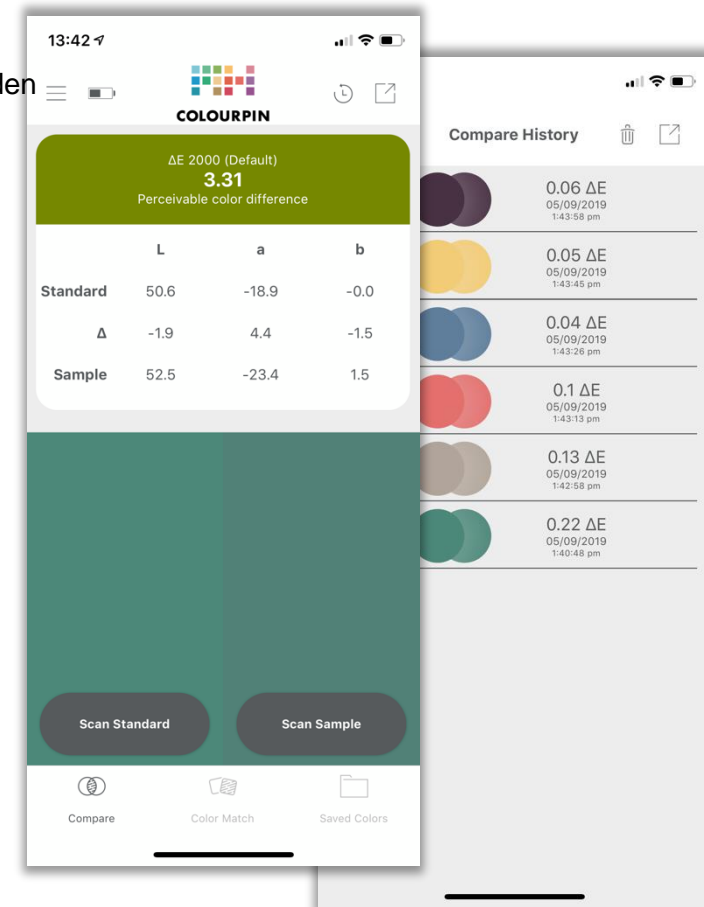 len
13:42
COLOURPIN
ΔE 2000 (Default)
3.31
Perceivable color difference
L a b
Standard 50.6 -18.9 -0.0
Δ -1.9 4.4 -1.5
Sample 52.5 -23.4 1.5
Scan Standard Scan Sample
Compare Color Match Saved Colors
Compare History
0.06 ΔE
05/09/2019
1:43:58 pm
0.05 ΔE
05/09/2019
1:43:45 pm
0.04 ΔE
05/09/2019
1:43:26 pm
0.1 ΔE
05/09/2019
1:43:13 pm
0.13 ΔE
05/09/2019
1:42:58 pm
0.22 ΔE
05/09/2019
1:40:48 pm